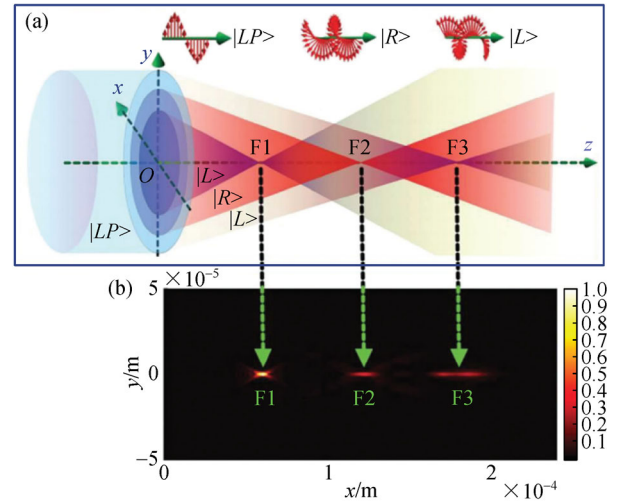 (a)
|LP>
|R>
|L>
y
x
F1
F2
F3
z
O
|L>
|R>
|L>
|LP>
(b)
×10⁻⁵
5
0
−5
y/m
F1
F2
F3
1.0
0.9
0.8
0.7
0.6
0.5
0.4
0.3
0.2
0.1
0
1
2
x/m
×10⁻⁴